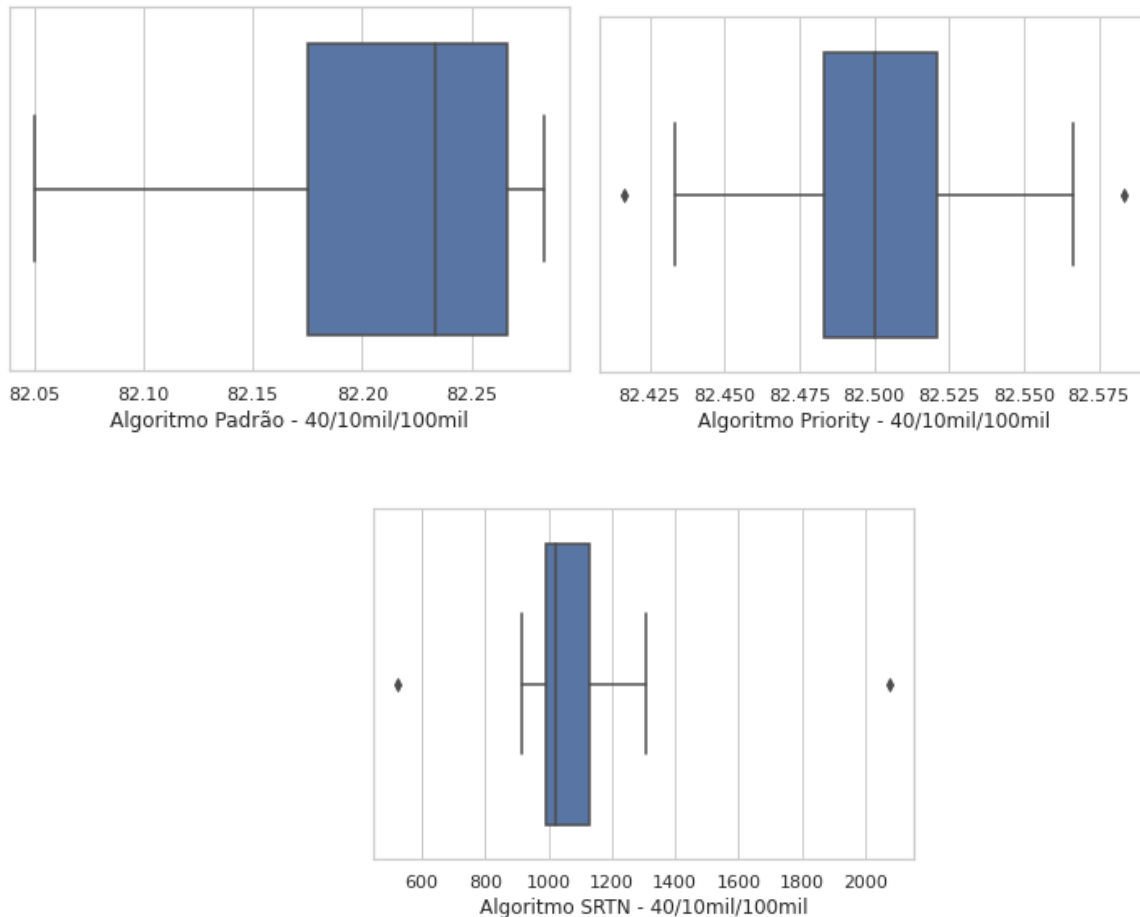 82.05 82.10 82.15 82.20 82.25
Algoritmo Padrão - 40/10mil/100mil
82.425 82.450 82.475 82.500 82.525 82.550 82.575
Algoritmo Priority - 40/10mil/100mil
600 800 1000 1200 1400 1600 1800 2000
Algoritmo SRTN - 40/10mil/100mil